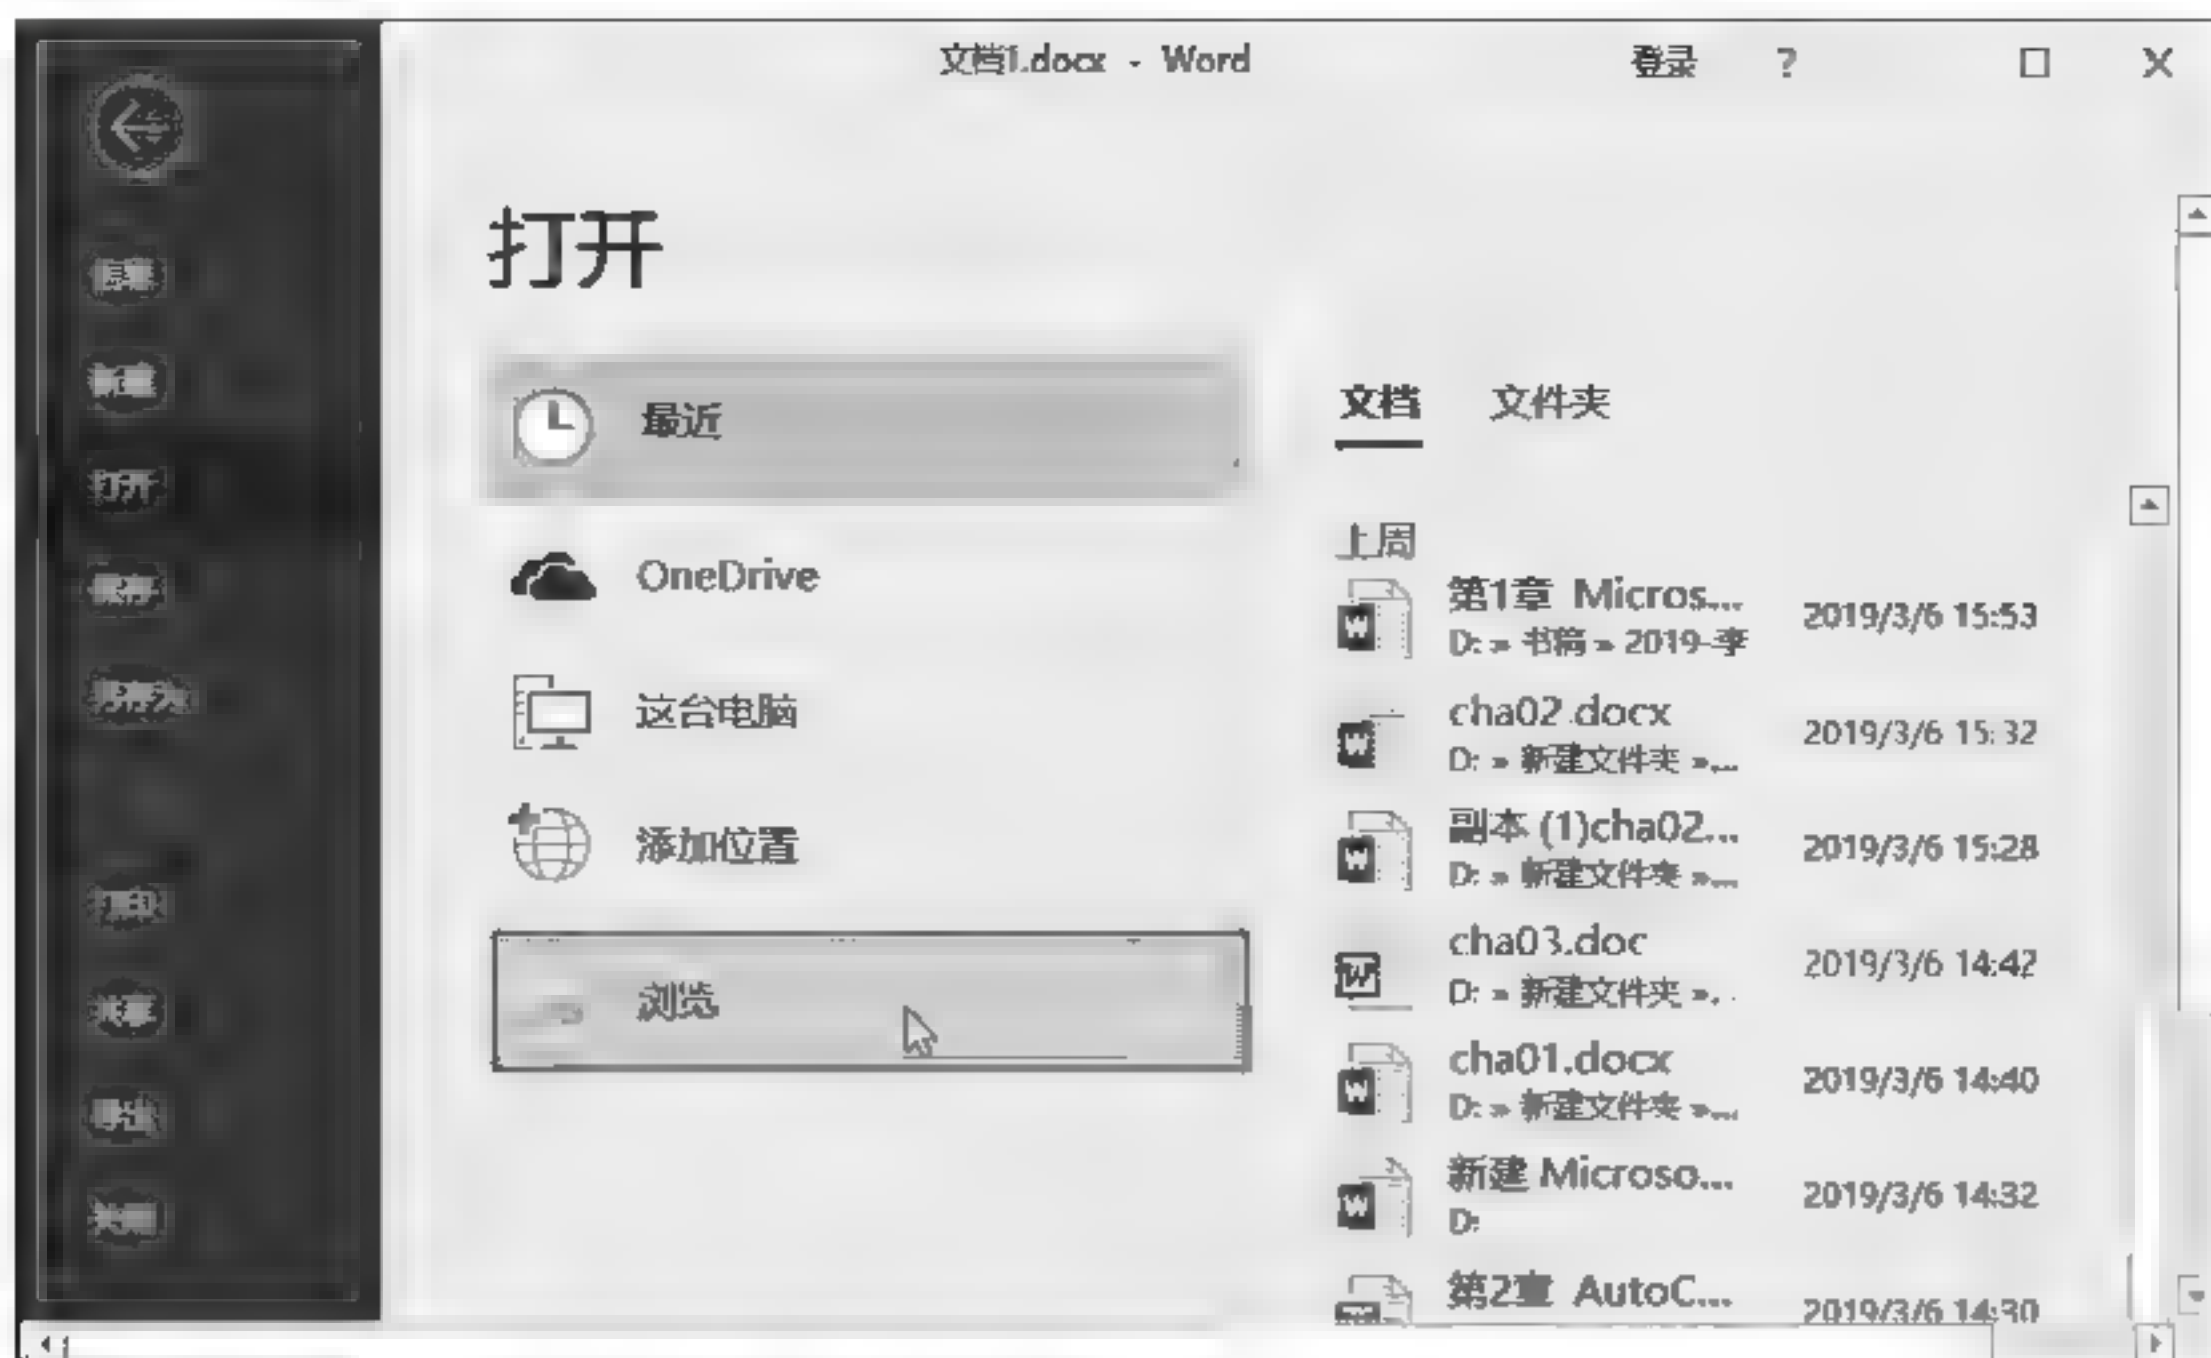 文档1.docx - Word 登录 ?
打开
打开
最近
OneDrive
这台电脑
添加位置
浏览
文档 文件夹
上周
第1章 Micros...
2019/3/6 15:53
D: » 书稿 » 2019-李
cha02.docx
2019/3/6 15:32
D: » 新建文件夹 »...
副本 (1)cha02...
2019/3/6 15:28
D: » 新建文件夹 »...
cha03.doc
2019/3/6 14:42
D: » 新建文件夹 »...
cha01.docx
2019/3/6 14:40
D: » 新建文件夹 »...
新建 Microso...
2019/3/6 14:32
D:
第2章 AutoC...
2019/3/6 14:30